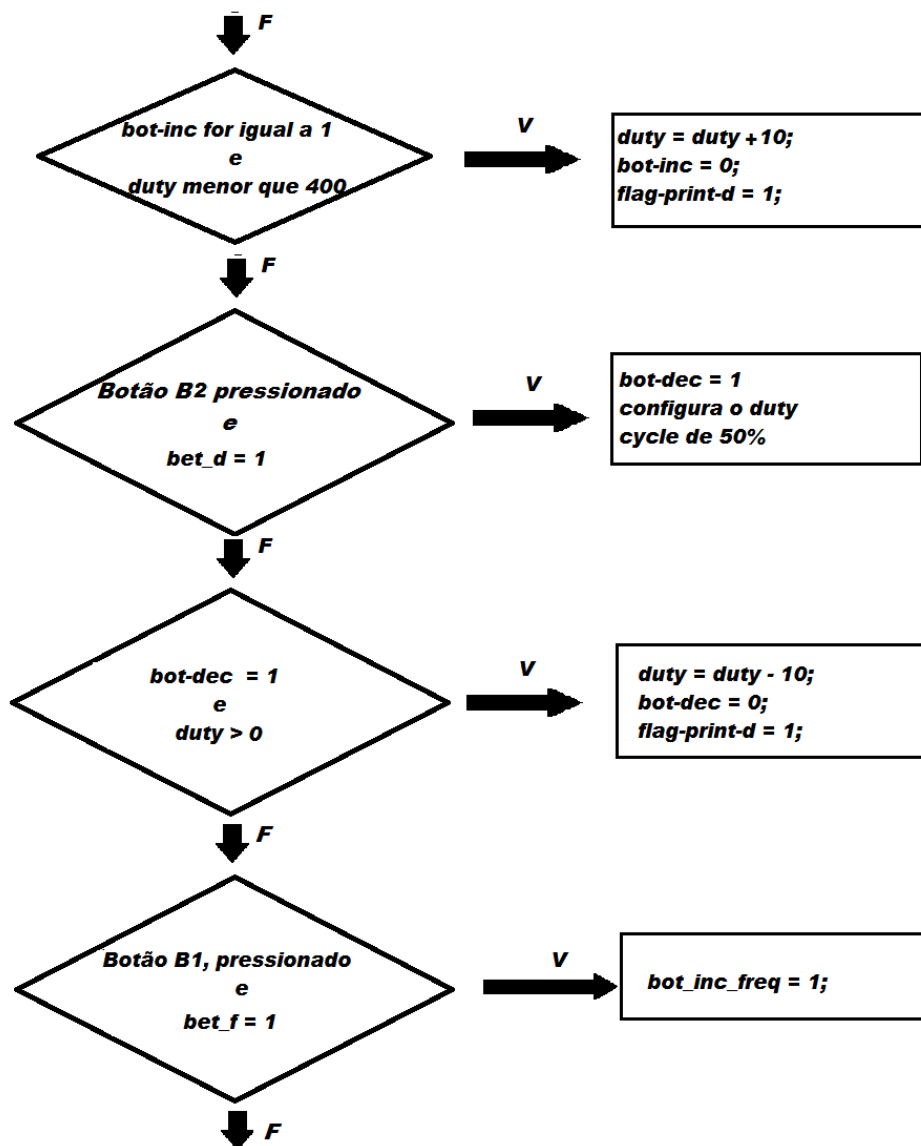 F
bot-inc for igual a 1
e
duty menor que 400
V
duty = duty +10;
bot-inc = 0;
flag-print-d = 1;
F
Botão B2 pressionado
e
bet_d = 1
V
bot-dec = 1
configura o duty
cycle de 50%
F
bot-dec = 1
e
duty > 0
V
duty = duty - 10;
bot-dec = 0;
flag-print-d = 1;
F
Botão B1, pressionado
e
bet_f = 1
V
bot_inc_freq = 1;
F